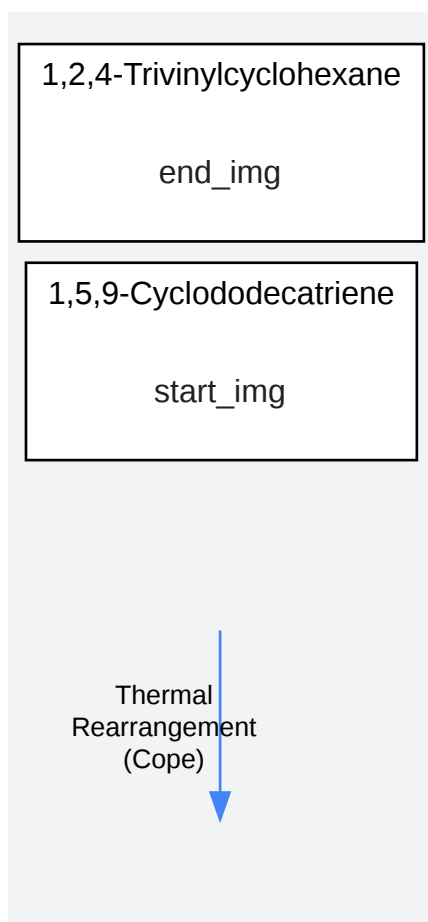 1,2,4-Trivinylcyclohexane
end_img
1,5,9-Cyclododecatriene
start_img
Thermal
Rearrangement
(Cope)